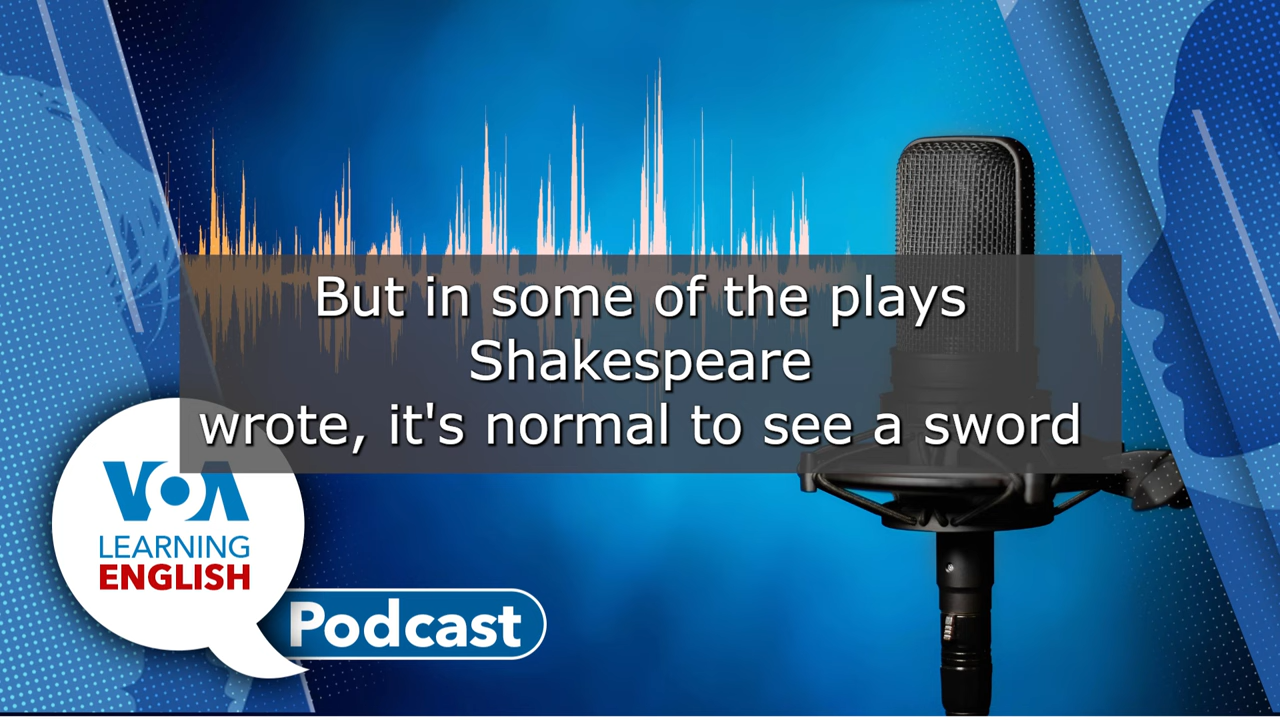 But in some of the plays
Shakespeare
wrote, it's normal to see a sword
VOA
LEARNING
ENGLISH
Podcast